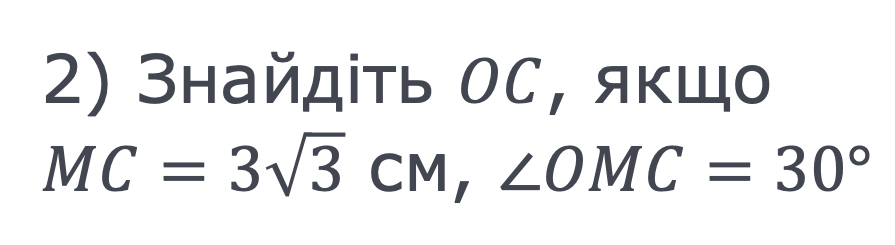 2) Знайдіть OC, якщо
MC = 3√3 см, ∠OMC = 30°